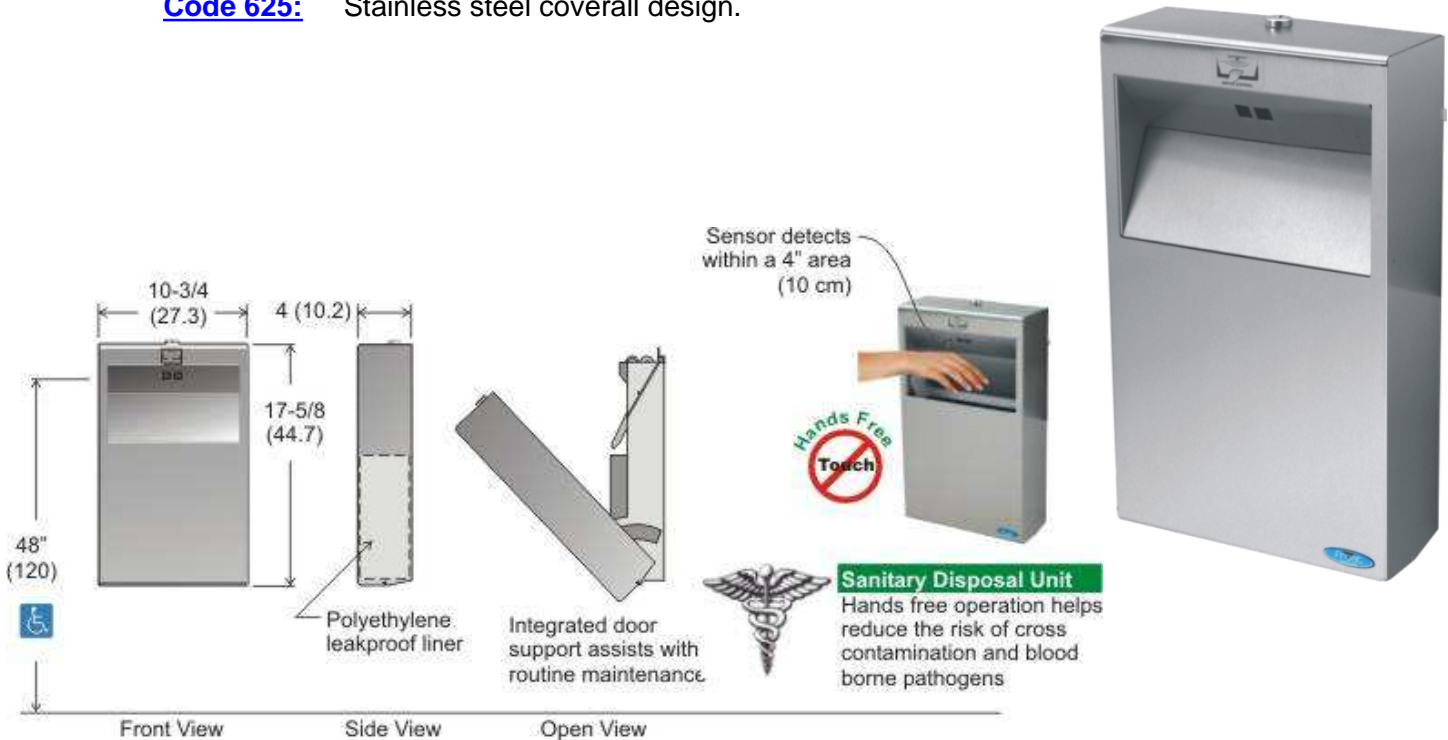 Code 625: Stainless steel coverall design.
Sensor detects
within a 4" area
(10 cm)
10-3/4
(27.3)
4 (10.2)
17-5/8
(44.7)
48"
(120)
Hands Free
Touch
Polyethylene
leakproof liner
Integrated door
support assists with
routine maintenance
Sanitary Disposal Unit
Hands free operation helps
reduce the risk of cross
contamination and blood
borne pathogens
Front View
Side View
Open View